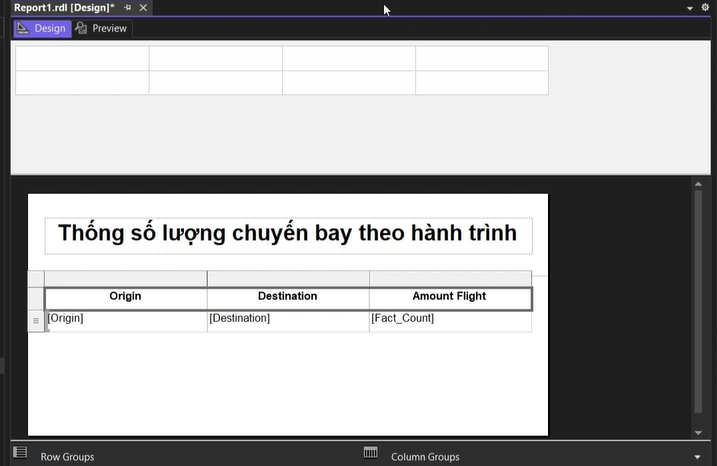 Report1.rdl [Design]*
Design Preview
Thống số lượng chuyến bay theo hành trình
Origin Destination Amount Flight
[Origin] [Destination] [Fact_Count]
Row Groups Column Groups